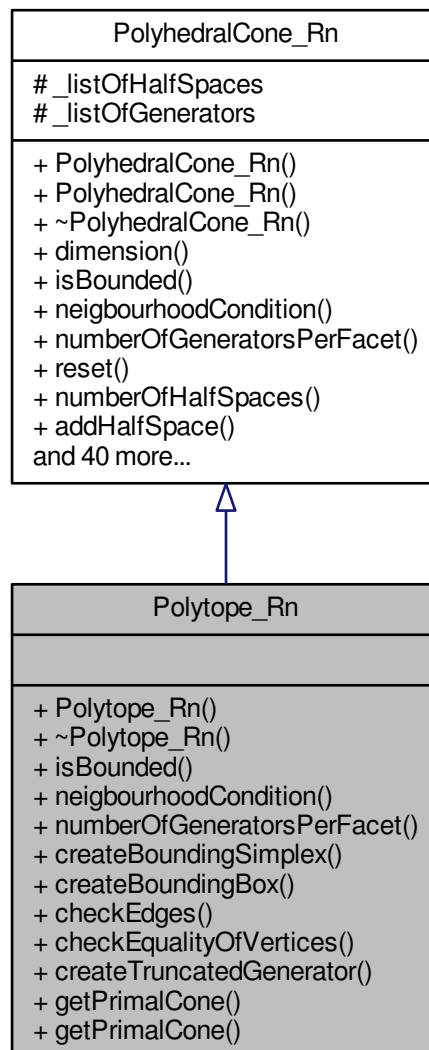 PolyhedralCone_Rn
# _listOfHalfSpaces
# _listOfGenerators
+ PolyhedralCone_Rn()
+ PolyhedralCone_Rn()
+ ~PolyhedralCone_Rn()
+ dimension()
+ isBounded()
+ neigbourhoodCondition()
+ numberOfGeneratorsPerFacet()
+ reset()
+ numberOfHalfSpaces()
+ addHalfSpace()
and 40 more...
Polytope_Rn
+ Polytope_Rn()
+ ~Polytope_Rn()
+ isBounded()
+ neigbourhoodCondition()
+ numberOfGeneratorsPerFacet()
+ createBoundingSimplex()
+ createBoundingBox()
+ checkEdges()
+ checkEqualityOfVertices()
+ createTruncatedGenerator()
+ getPrimalCone()
+ getPrimalCone()